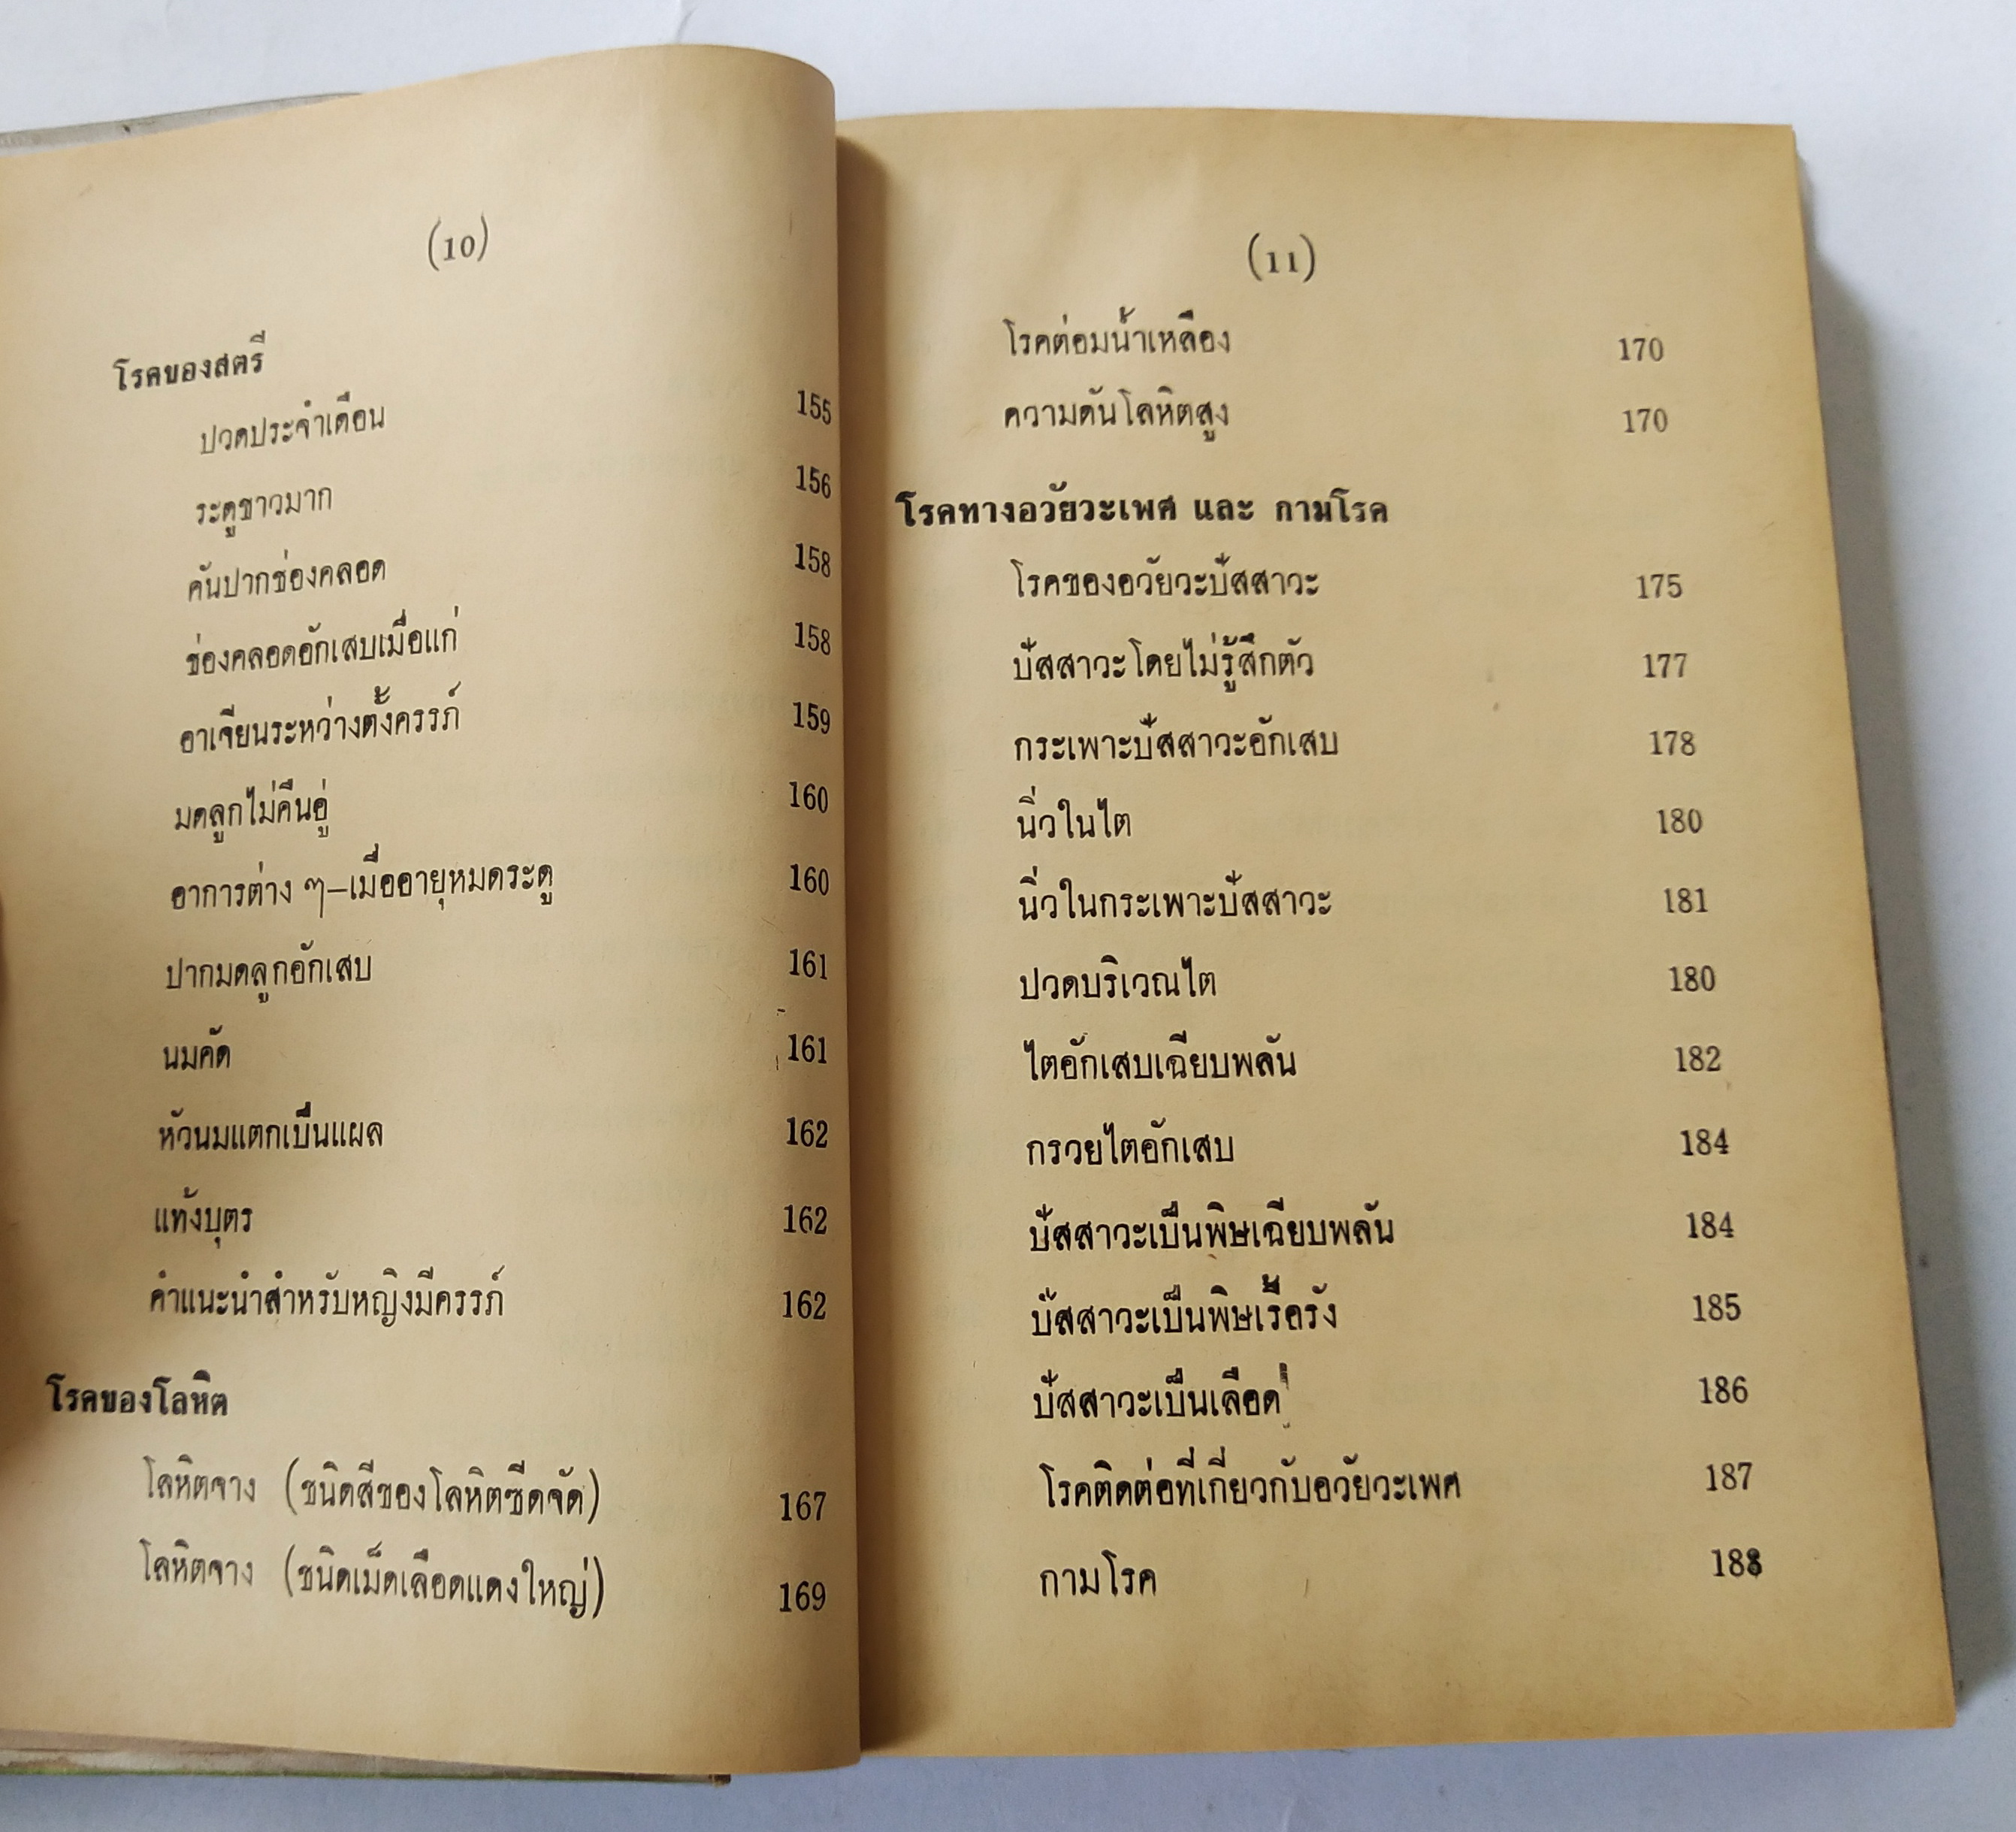 (10)
โรคของสตรี
ปวดประจำเดือน 155
ระดูขาวมาก 156
คันปากช่องคลอด 158
ช่องคลอดอักเสบเมื่อแก่ 158
อาเจียนระหว่างตั้งครรภ์ 159
มดลูกไม่คืนอู่ 160
อาการต่าง ๆ—เมื่ออายุหมดระดู 160
ปากมดลูกอักเสบ 161
นมคัด 161
หัวนมแตกเป็นแผล 162
แท้งบุตร 162
คำแนะนำสำหรับหญิงมีครรภ์ 162
โรคของโลหิต
โลหิตจาง (ชนิดสีของโลหิตซีดจัด) 167
โลหิตจาง (ชนิดเม็ดเลือดแดงใหญ่) 169
(11)
โรคต่อมน้ำเหลือง 170
ความดันโลหิตสูง 170
โรคทางอวัยวะเพศ และ กามโรค
โรคของอวัยวะปัสสาวะ 175
ปัสสาวะโดยไม่รู้สึกตัว 177
กระเพาะปัสสาวะอักเสบ 178
นิ่วในไต 180
นิ่วในกระเพาะปัสสาวะ 181
ปวดบริเวณไต 180
ไตอักเสบเฉียบพลัน 182
กรวยไตอักเสบ 184
ปัสสาวะเป็นพิษเฉียบพลัน 184
ปัสสาวะเป็นพิษเรื้อรัง 185
ปัสสาวะเป็นเลือด 186
โรคติดต่อที่เกี่ยวกับอวัยวะเพศ 187
กามโรค 188